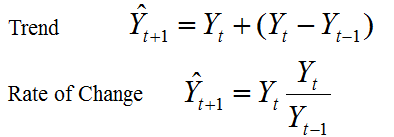 Trend Ŷₜ₊₁ = Yₜ + (Yₜ − Yₜ₋₁)
Rate of Change Ŷₜ₊₁ = Yₜ Yₜ / Yₜ₋₁